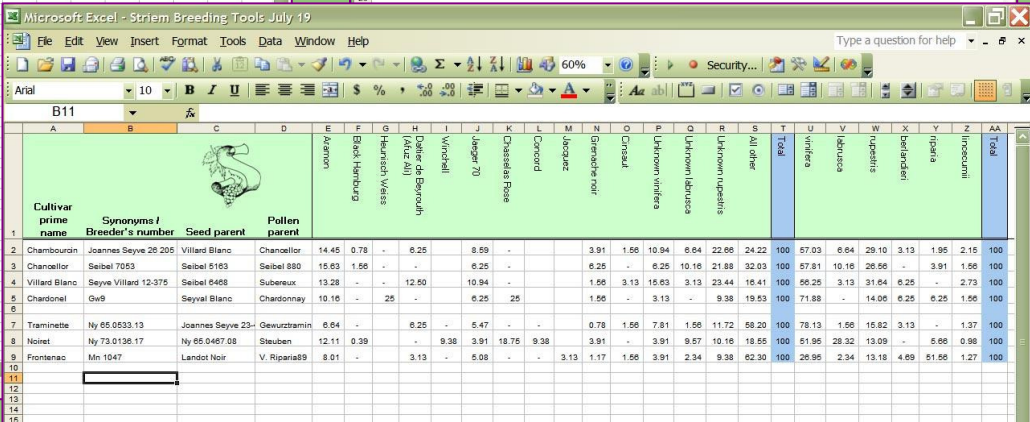 Microsoft Excel - Striem Breeding Tools July 19
File Edit View Insert Format Tools Data Window Help Type a question for help
60% Security...
Arial 10 B I U $ % ,
B11 fx
A B C D E F G H I J K L M N O P Q R S T U V W X Y Z AA
1 Cultivar prime name Synonyms / Breeder's number Seed parent Pollen parent Aramon Black Hamburg Heunisch Weiss Dattier de Beyrouth (Afuz Ali) Winchell Jaeger 70 Chasselas Rose Concord Jacquez Grenache noir Cinsaut Unknown vinifera Unknown labrusca Unknown rupestris All other Total vinifera labrusca rupestris berlandieri riparia lincecumii Total
2 Chambourcin Joannes Seyve 26 205 Villard Blanc Chancellor 14.45 0.78 - 6.25 8.59 - 3.91 1.56 10.94 6.64 22.66 24.22 100 57.03 6.64 29.10 3.13 1.95 2.15 100
3 Chancellor Seibel 7053 Seibel 5163 Seibel 880 15.63 1.56 - - 6.25 - 6.25 - 6.25 10.16 21.88 32.03 100 57.81 10.16 26.56 - 3.91 1.56 100
4 Villard Blanc Seyve Villard 12-375 Seibel 6468 Subereux 13.28 - - 12.50 10.94 - 1.56 3.13 15.63 3.13 23.44 16.41 100 56.25 3.13 31.64 6.25 - 2.73 100
5 Chardonel Gw9 Seyval Blanc Chardonnay 10.16 - 25 - 6.25 25 1.56 - 3.13 - 9.38 19.53 100 71.88 - 14.06 6.25 6.25 1.56 100
6
7 Traminette Ny 65.0533.13 Joannes Seyve 23- Gewurztramin 6.64 - 6.25 - 5.47 - - 0.78 1.56 7.81 1.56 11.72 58.20 100 78.13 1.56 15.82 3.13 - 1.37 100
8 Noiret Ny 73.0136.17 Ny 65.0467.08 Steuben 12.11 0.39 - 9.38 3.91 18.75 9.38 3.91 - 3.91 9.57 10.16 18.55 100 51.95 28.32 13.09 - 5.66 0.98 100
9 Frontenac Mn 1047 Landot Noir V. Riparia89 8.01 - 3.13 - 5.08 - - 3.13 1.17 1.56 3.91 2.34 9.38 62.30 100 26.95 2.34 13.18 4.69 51.56 1.27 100
10
11
12
13
14
15